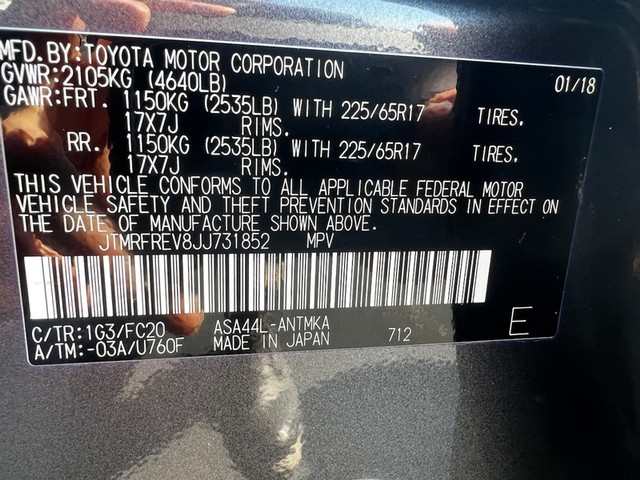 MFD. BY: TOYOTA MOTOR CORPORATION
GVWR: 2105KG (4640LB) 01/18
GAWR: FRT. 1150KG (2535LB) WITH 225/65R17 TIRES.
17X7J RIMS.
RR. 1150KG (2535LB) WITH 225/65R17 TIRES.
17X7J RIMS.
THIS VEHICLE CONFORMS TO ALL APPLICABLE FEDERAL MOTOR
VEHICLE SAFETY AND THEFT PREVENTION STANDARDS IN EFFECT ON
THE DATE OF MANUFACTURE SHOWN ABOVE.
JTMRFREV8JJ731852 MPV
C/TR: 1G3/FC20 ASA44L-ANTMKA
A/TM: -03A/U760F MADE IN JAPAN 712 E